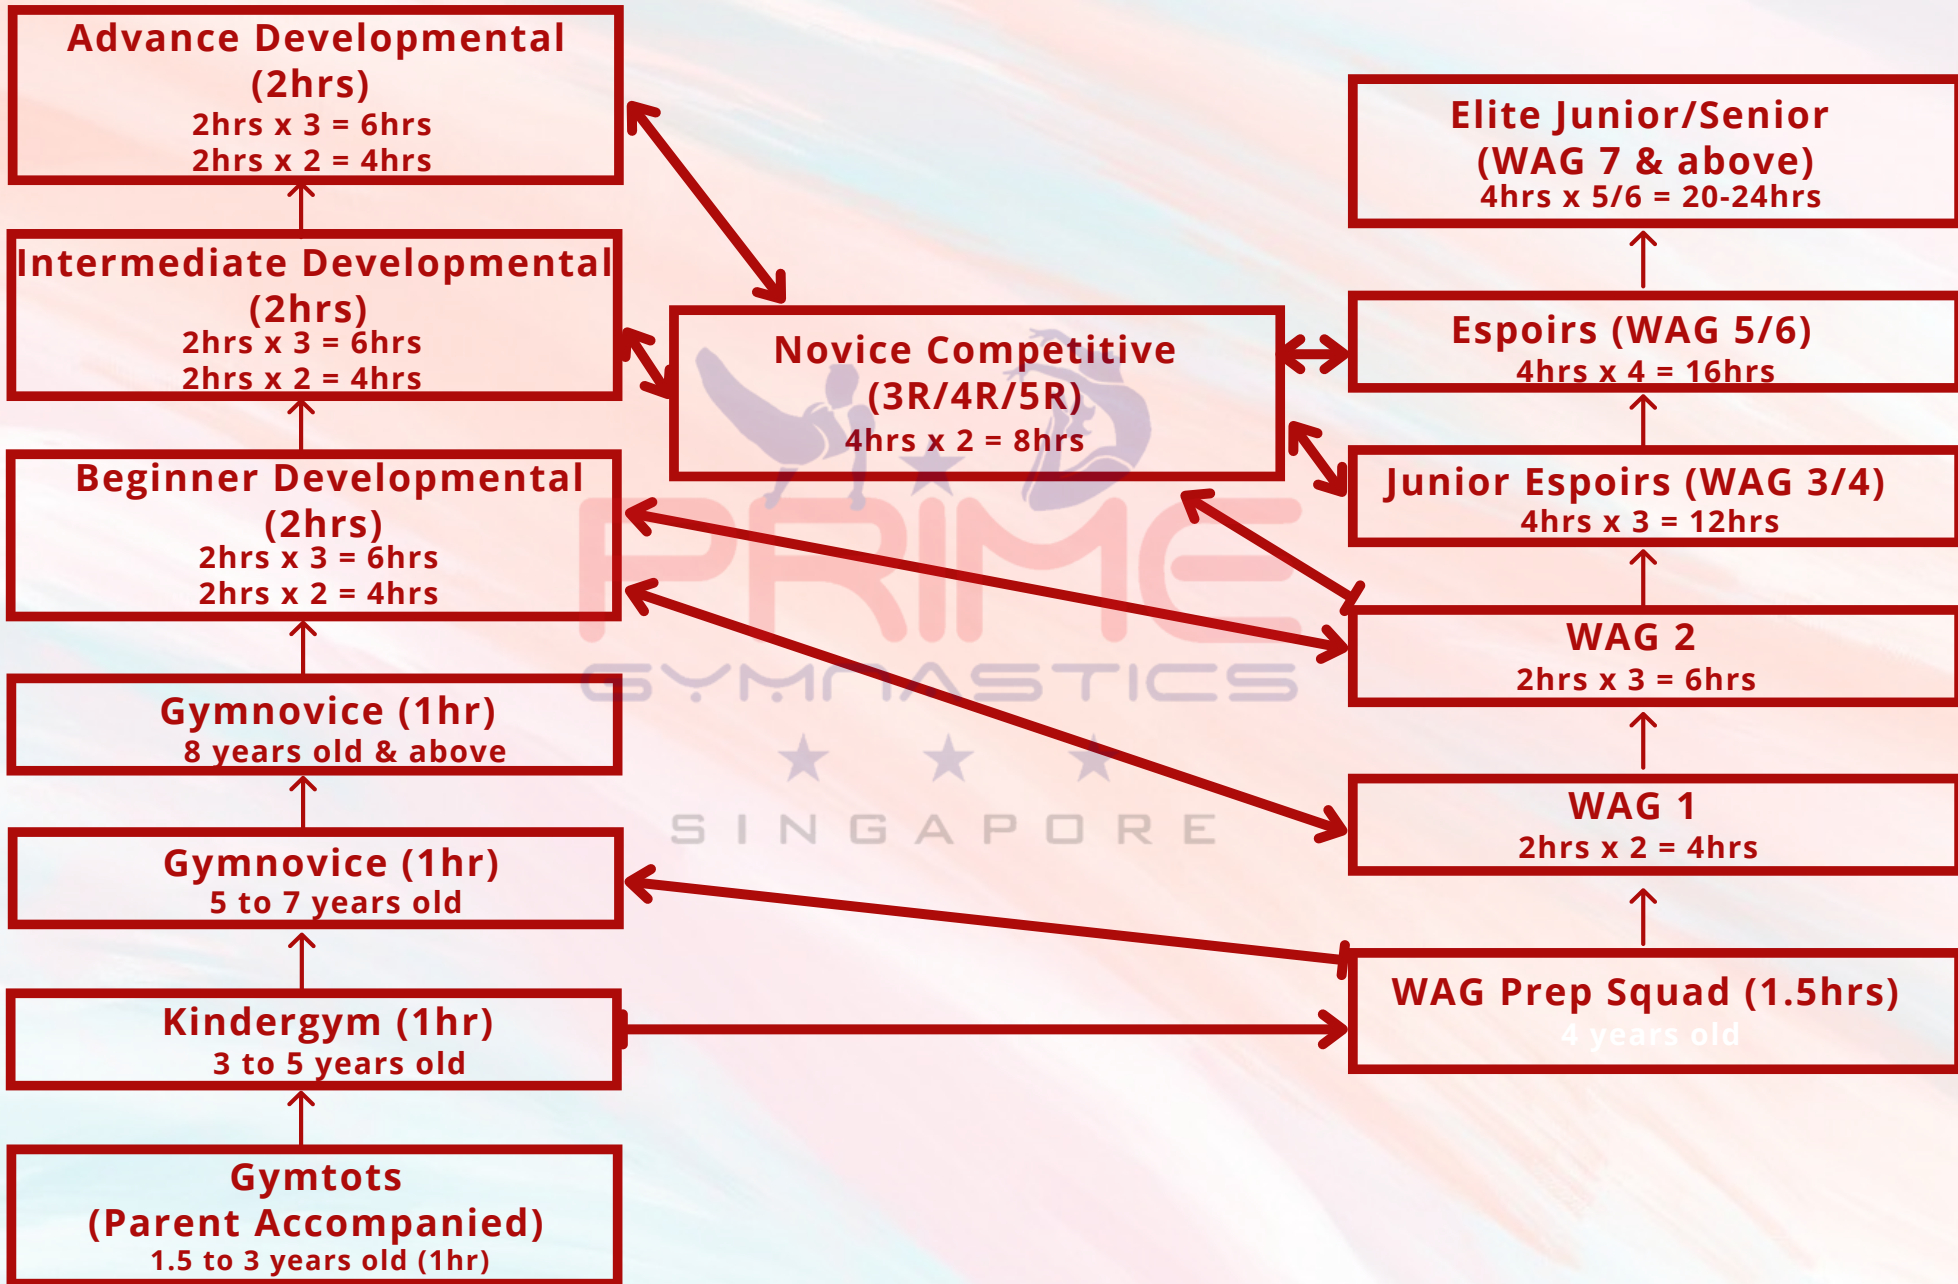 Advance Developmental
(2hrs)
2hrs x 3 = 6hrs
2hrs x 2 = 4hrs
Intermediate Developmental
(2hrs)
2hrs x 3 = 6hrs
2hrs x 2 = 4hrs
Beginner Developmental
(2hrs)
2hrs x 3 = 6hrs
2hrs x 2 = 4hrs
Gymnovice (1hr)
8 years old & above
Gymnovice (1hr)
5 to 7 years old
Kindergym (1hr)
3 to 5 years old
Gymtots
(Parent Accompanied)
1.5 to 3 years old (1hr)
Novice Competitive
(3R/4R/5R)
4hrs x 2 = 8hrs
PRIME
GYMNASTICS
SINGAPORE
Elite Junior/Senior
(WAG 7 & above)
4hrs x 5/6 = 20-24hrs
Espoirs (WAG 5/6)
4hrs x 4 = 16hrs
Junior Espoirs (WAG 3/4)
4hrs x 3 = 12hrs
WAG 2
2hrs x 3 = 6hrs
WAG 1
2hrs x 2 = 4hrs
WAG Prep Squad (1.5hrs)
4 years old